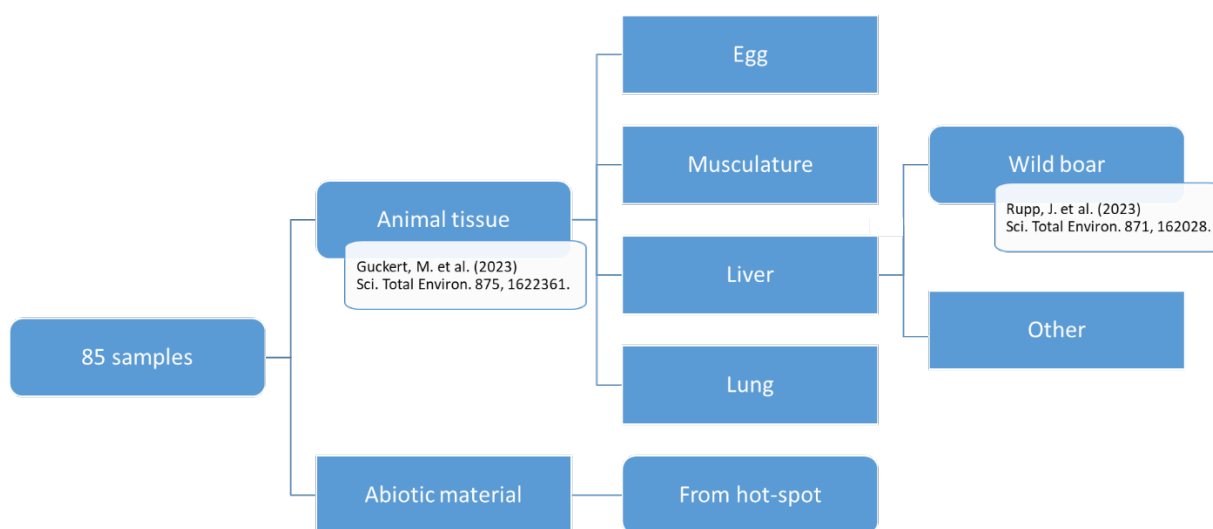 Egg
Musculature
Wild boar
Animal tissue
Rupp, J. et al. (2023)
Sci. Total Environ. 871, 162028.
Guckert, M. et al. (2023)
Sci. Total Environ. 875, 1622361.
Liver
85 samples
Other
Lung
Abiotic material
From hot-spot